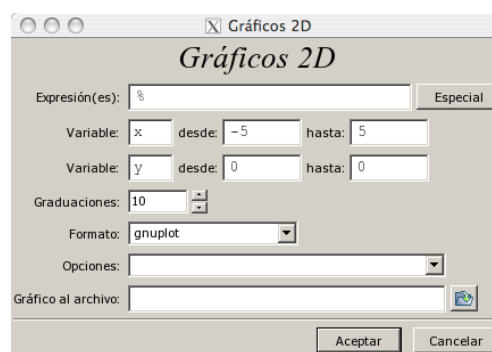 Gráficos 2D
Gráficos 2D
Expresión(es): % Especial
Variable: x desde: -5 hasta: 5
Variable: y desde: 0 hasta: 0
Graduaciones: 10
Formato: gnuplot
Opciones:
Gráfico al archivo:
Aceptar Cancelar